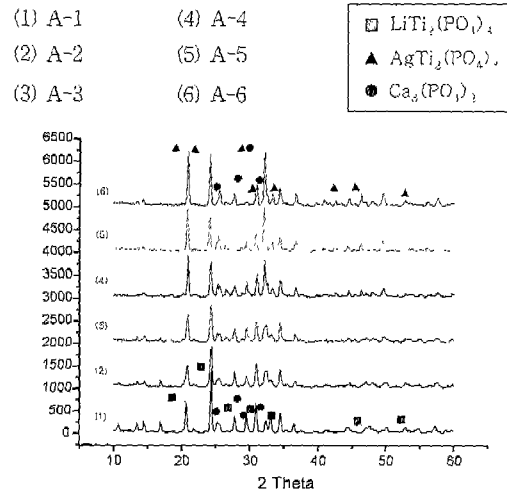 (1) A-1 (4) A-4
(2) A-2 (5) A-5
(3) A-3 (6) A-6
LiTi₂(PO₄)₃
AgTi₂(PO₄)₃
Ca₃(PO₄)₂
6500
6000
5500
5000
4500
4000
3500
3000
2500
2000
1500
1000
500
0
(6)
(5)
(4)
(3)
(2)
(1)
10 20 30 40 50 60
2 Theta